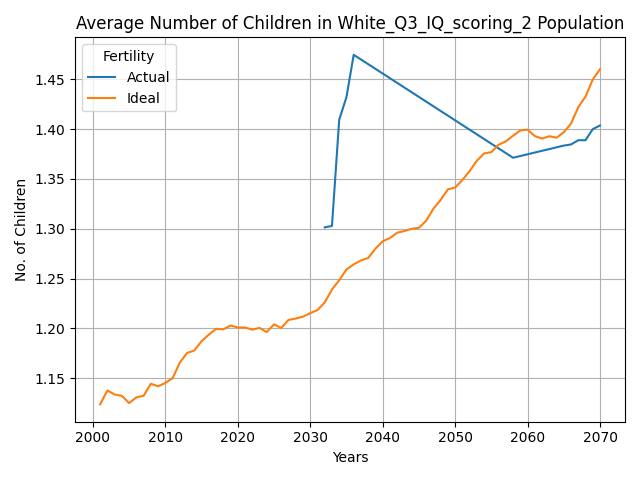 Average Number of Children in White_Q3_IQ_scoring_2 Population
Fertility
Actual
Ideal
No. of Children
1.45
1.40
1.35
1.30
1.25
1.20
1.15
2000 2010 2020 2030 2040 2050 2060 2070
Years